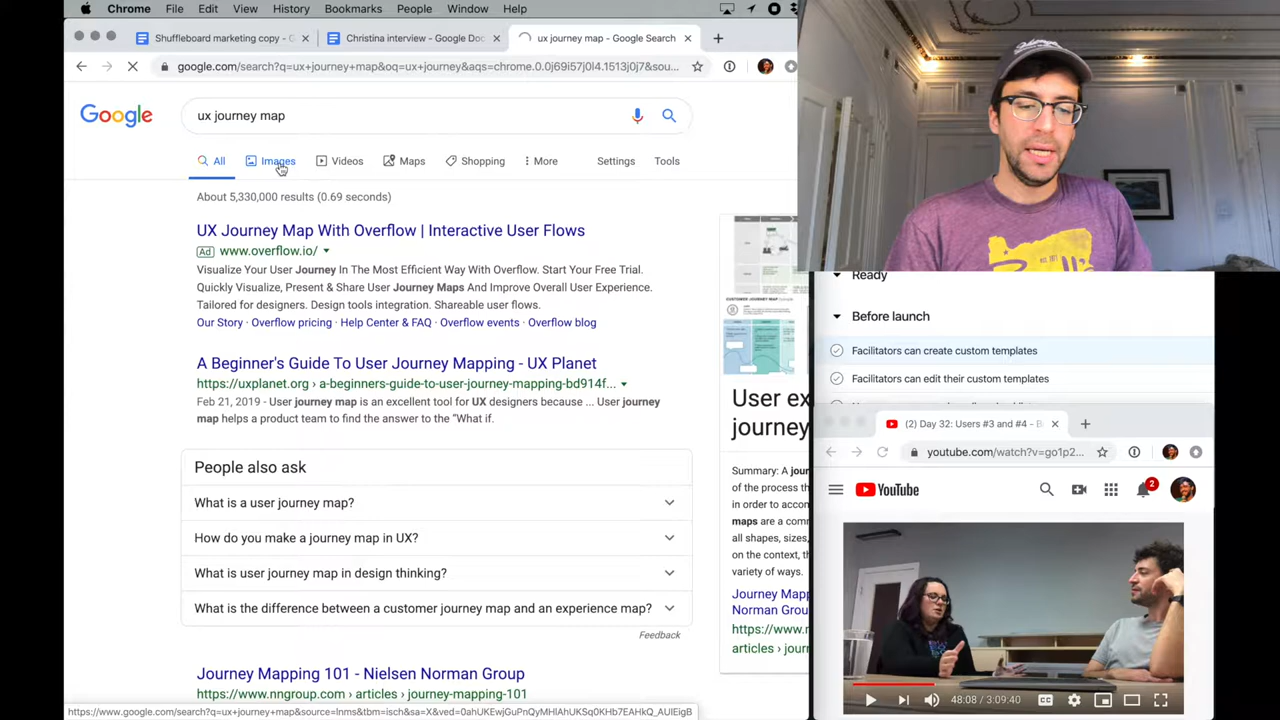 Chrome File Edit View History Bookmarks People Window Help
Shuffleboard marketing copy - G
Christina interview - Google Doc
ux journey map - Google Search
google.com/search?q=ux+journey+map&oq=ux+journey+map&aqs=chrome.0.0j69i57j0l4.1513j0j7&sou...
Google
ux journey map
All Images Videos Maps Shopping More Settings Tools
About 5,330,000 results (0.69 seconds)
UX Journey Map With Overflow | Interactive User Flows
Ad www.overflow.io/
Visualize Your User Journey In The Most Efficient Way With Overflow. Start Your Free Trial.
Quickly Visualize, Present & Share User Journey Maps And Improve Overall User Experience.
Tailored for designers. Design tools integration. Shareable user flows.
Our Story · Overflow pricing · Help Center & FAQ · Overflow events · Overflow blog
A Beginner's Guide To User Journey Mapping - UX Planet
https://uxplanet.org › a-beginners-guide-to-user-journey-mapping-bd914f...
Feb 21, 2019 - User journey map is an excellent tool for UX designers because ... User journey
map helps a product team to find the answer to the "What if.
People also ask
What is a user journey map?
How do you make a journey map in UX?
What is user journey map in design thinking?
What is the difference between a customer journey map and an experience map?
Feedback
Journey Mapping 101 - Nielsen Norman Group
https://www.nngroup.com › articles › journey-mapping-101
CUSTOMER JOURNEY MAP
User ex
journey
Summary: A jour
of the process th
in order to accom
maps are a comm
all shapes, sizes,
on the context, th
variety of ways.
Journey Mapp
Norman Grou
https://www.n
articles › journ
Ready
Before launch
Facilitators can create custom templates
Facilitators can edit their custom templates
(2) Day 32: Users #3 and #4 - B
youtube.com/watch?v=go1p2...
YouTube
2
48:08 / 3:09:40